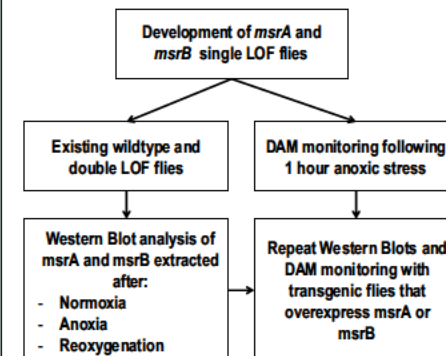 Development of msrA and
msrB single LOF flies
Existing wildtype and
double LOF flies
DAM monitoring following
1 hour anoxic stress
Western Blot analysis of
msrA and msrB extracted
after:
- Normoxia
- Anoxia
- Reoxygenation
Repeat Western Blots and
DAM monitoring with
transgenic flies that
overexpress msrA or
msrB